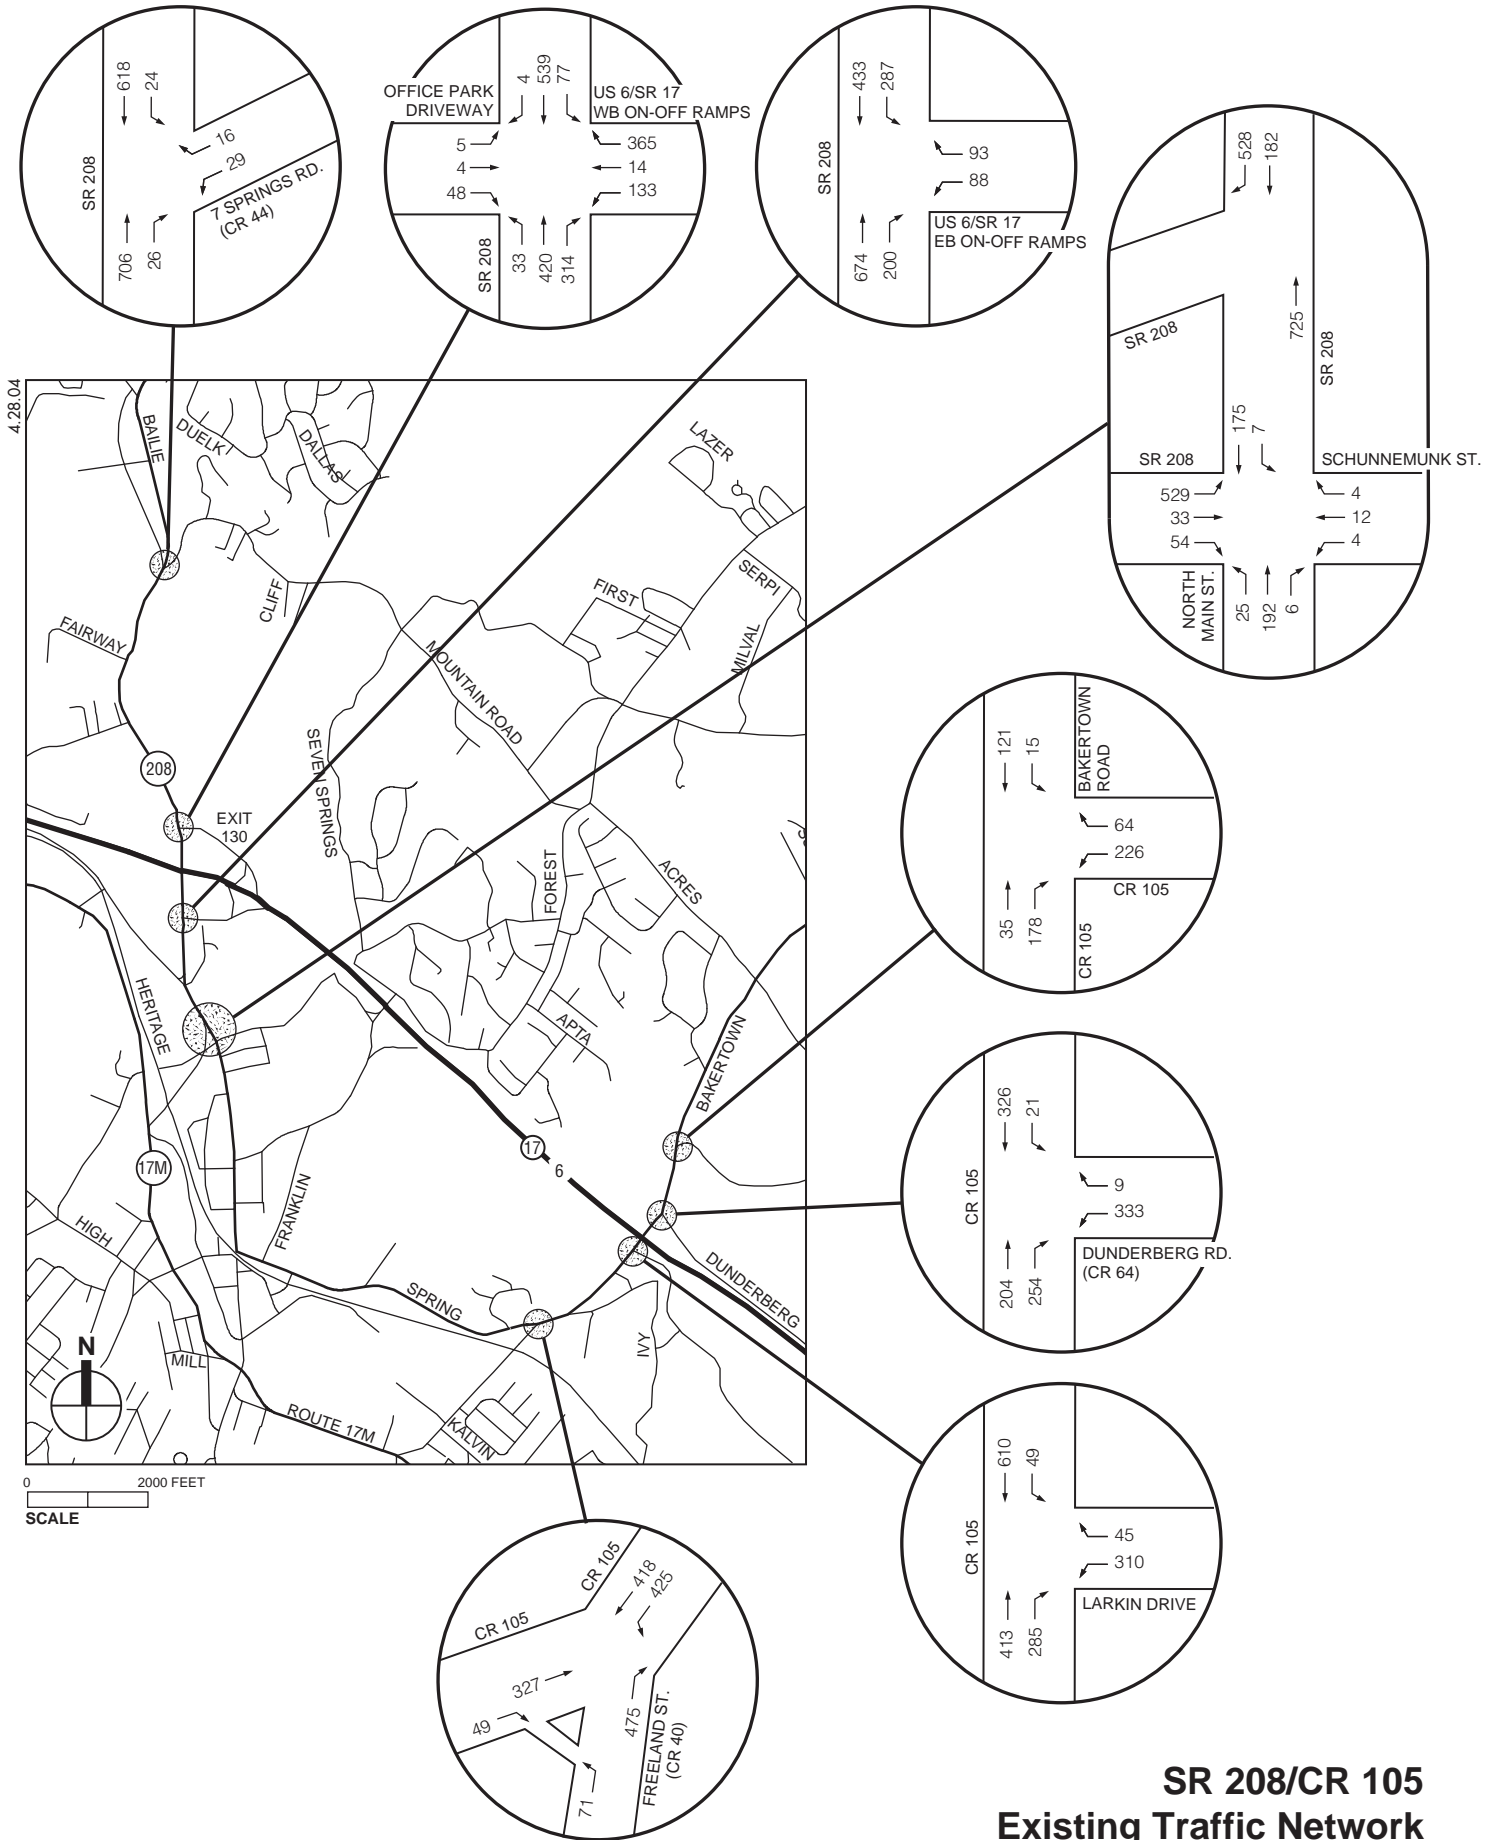 618
24
16
29
SR 208
7 SPRINGS RD.
(CR 44)
706
26
OFFICE PARK
DRIVEWAY
4
539
77
US 6/SR 17
WB ON-OFF RAMPS
5
4
48
365
14
133
SR 208
33
420
314
433
287
SR 208
93
88
US 6/SR 17
EB ON-OFF RAMPS
674
200
528
182
SR 208
725
SR 208
175
7
SR 208
SCHUNNEMUNK ST.
529
33
54
4
12
4
NORTH
MAIN ST.
25
192
6
4.28.04
BAILIE
DUELK
DALLAS
LAZER
CLIFF
FIRST
SERPI
FAIRWAY
MOUNTAIN ROAD
MILVAL
208
SEVEN SPRINGS
EXIT
130
FOREST
ACRES
HERITAGE
APTA
BAKERTOWN
17
6
17M
FRANKLIN
HIGH
SPRING
DUNDERBERG
IVY
N
MILL
ROUTE 17M
KALVIN
0
2000 FEET
SCALE
121
15
BAKERTOWN
ROAD
64
226
CR 105
35
178
CR 105
326
21
CR 105
9
333
DUNDERBERG RD.
(CR 64)
204
254
610
49
CR 105
45
310
LARKIN DRIVE
413
285
CR 105
418
425
CR 105
327
49
475
FREELAND ST.
(CR 40)
71
SR 208/CR 105
Existing Traffic Network